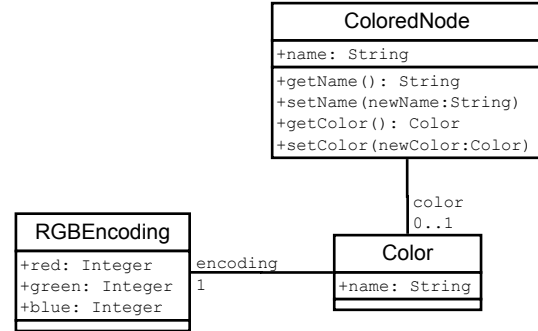 ColoredNode
+name: String
+getName(): String
+setName(newName:String)
+getColor(): Color
+setColor(newColor:Color)
color
0..1
RGBEncoding
+red: Integer
+green: Integer
+blue: Integer
encoding
1
Color
+name: String